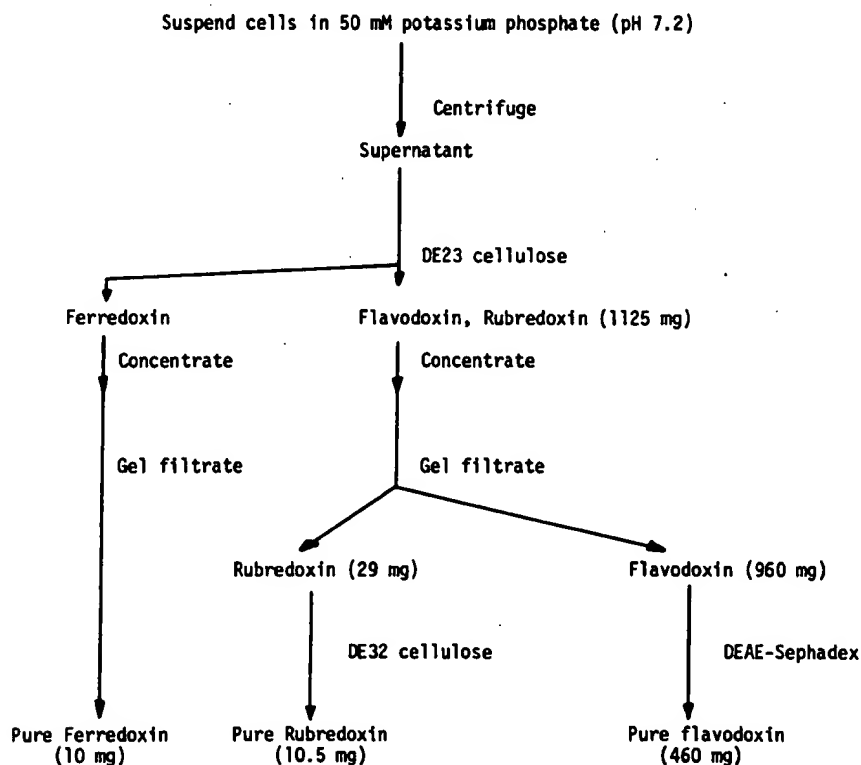 Suspend cells in 50 mM potassium phosphate (pH 7.2)
Centrifuge
Supernatant
DE23 cellulose
Ferredoxin
Flavodoxin, Rubredoxin (1125 mg)
Concentrate
Concentrate
Gel filtrate
Gel filtrate
Rubredoxin (29 mg)
Flavodoxin (960 mg)
DE32 cellulose
DEAE-Sephadex
Pure Ferredoxin
(10 mg)
Pure Rubredoxin
(10.5 mg)
Pure flavodoxin
(460 mg)